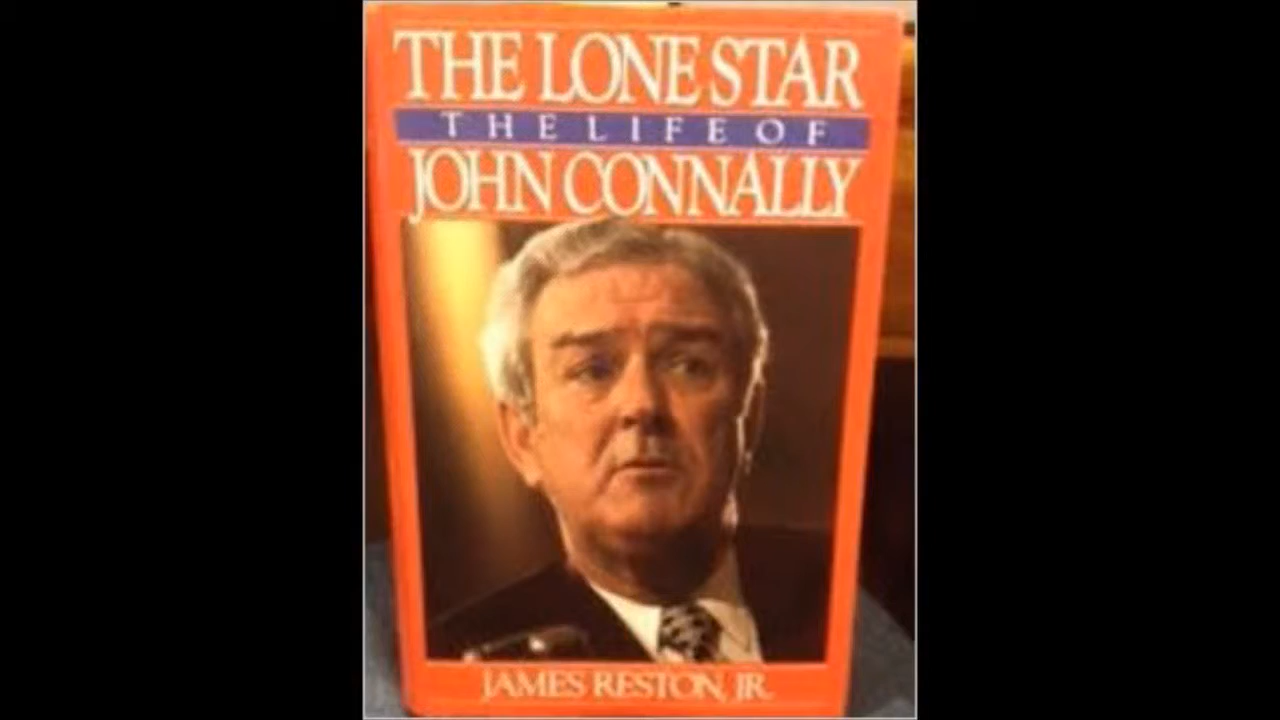 THE LONE STAR
THE LIFE OF
JOHN CONNALLY
JAMES RESTON, JR.